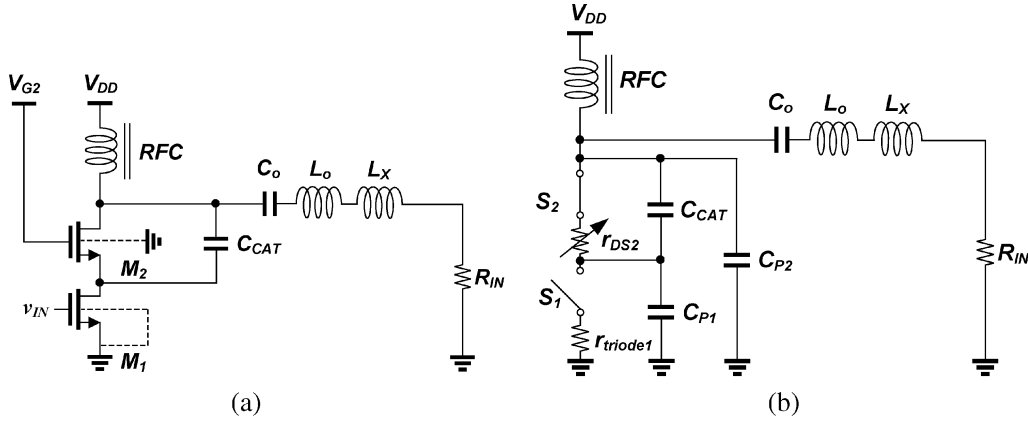 V_G2
V_DD
RFC
C_o
L_o
L_X
C_CAT
M_2
R_IN
v_IN
M_1
(a)
V_DD
RFC
C_o
L_o
L_X
S_2
C_CAT
r_DS2
C_P2
R_IN
S_1
C_P1
r_triode1
(b)